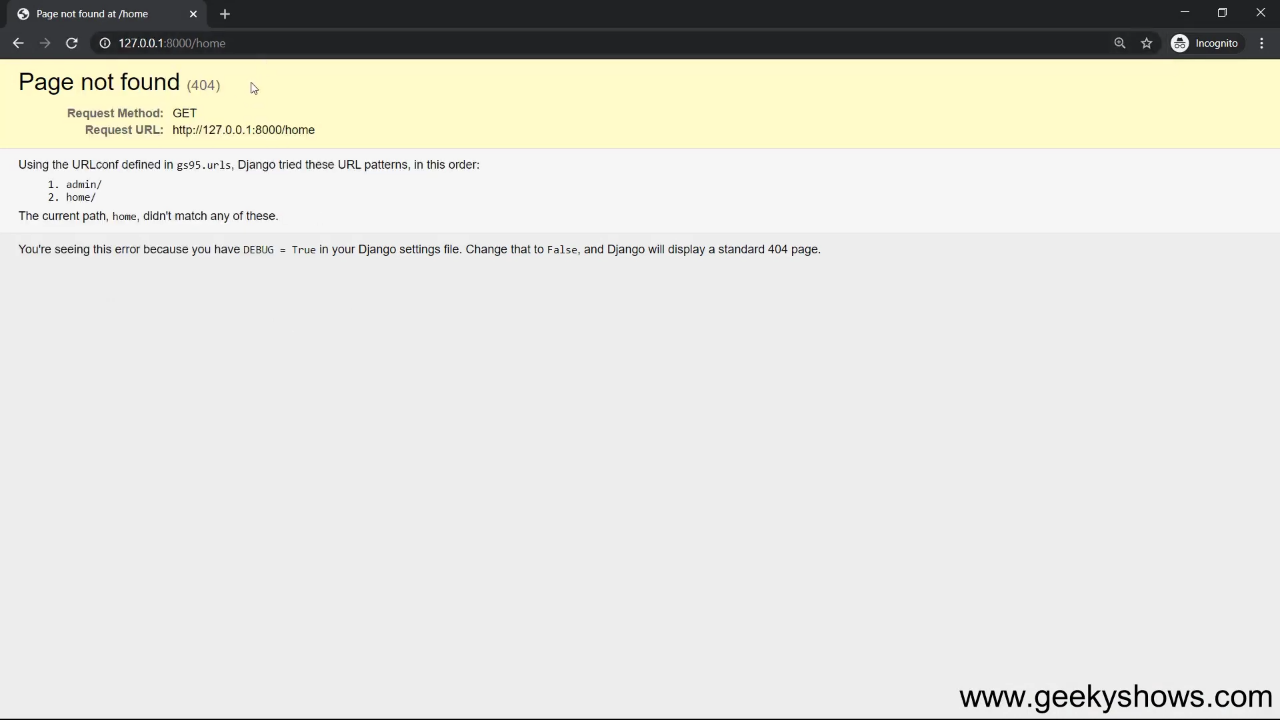 Page not found at /home
127.0.0.1:8000/home
Incognito
Page not found (404)
Request Method: GET
Request URL: http://127.0.0.1:8000/home
Using the URLconf defined in gs95.urls, Django tried these URL patterns, in this order:
1. admin/
2. home/
The current path, home, didn't match any of these.
You're seeing this error because you have DEBUG = True in your Django settings file. Change that to False, and Django will display a standard 404 page.
www.geekyshows.com